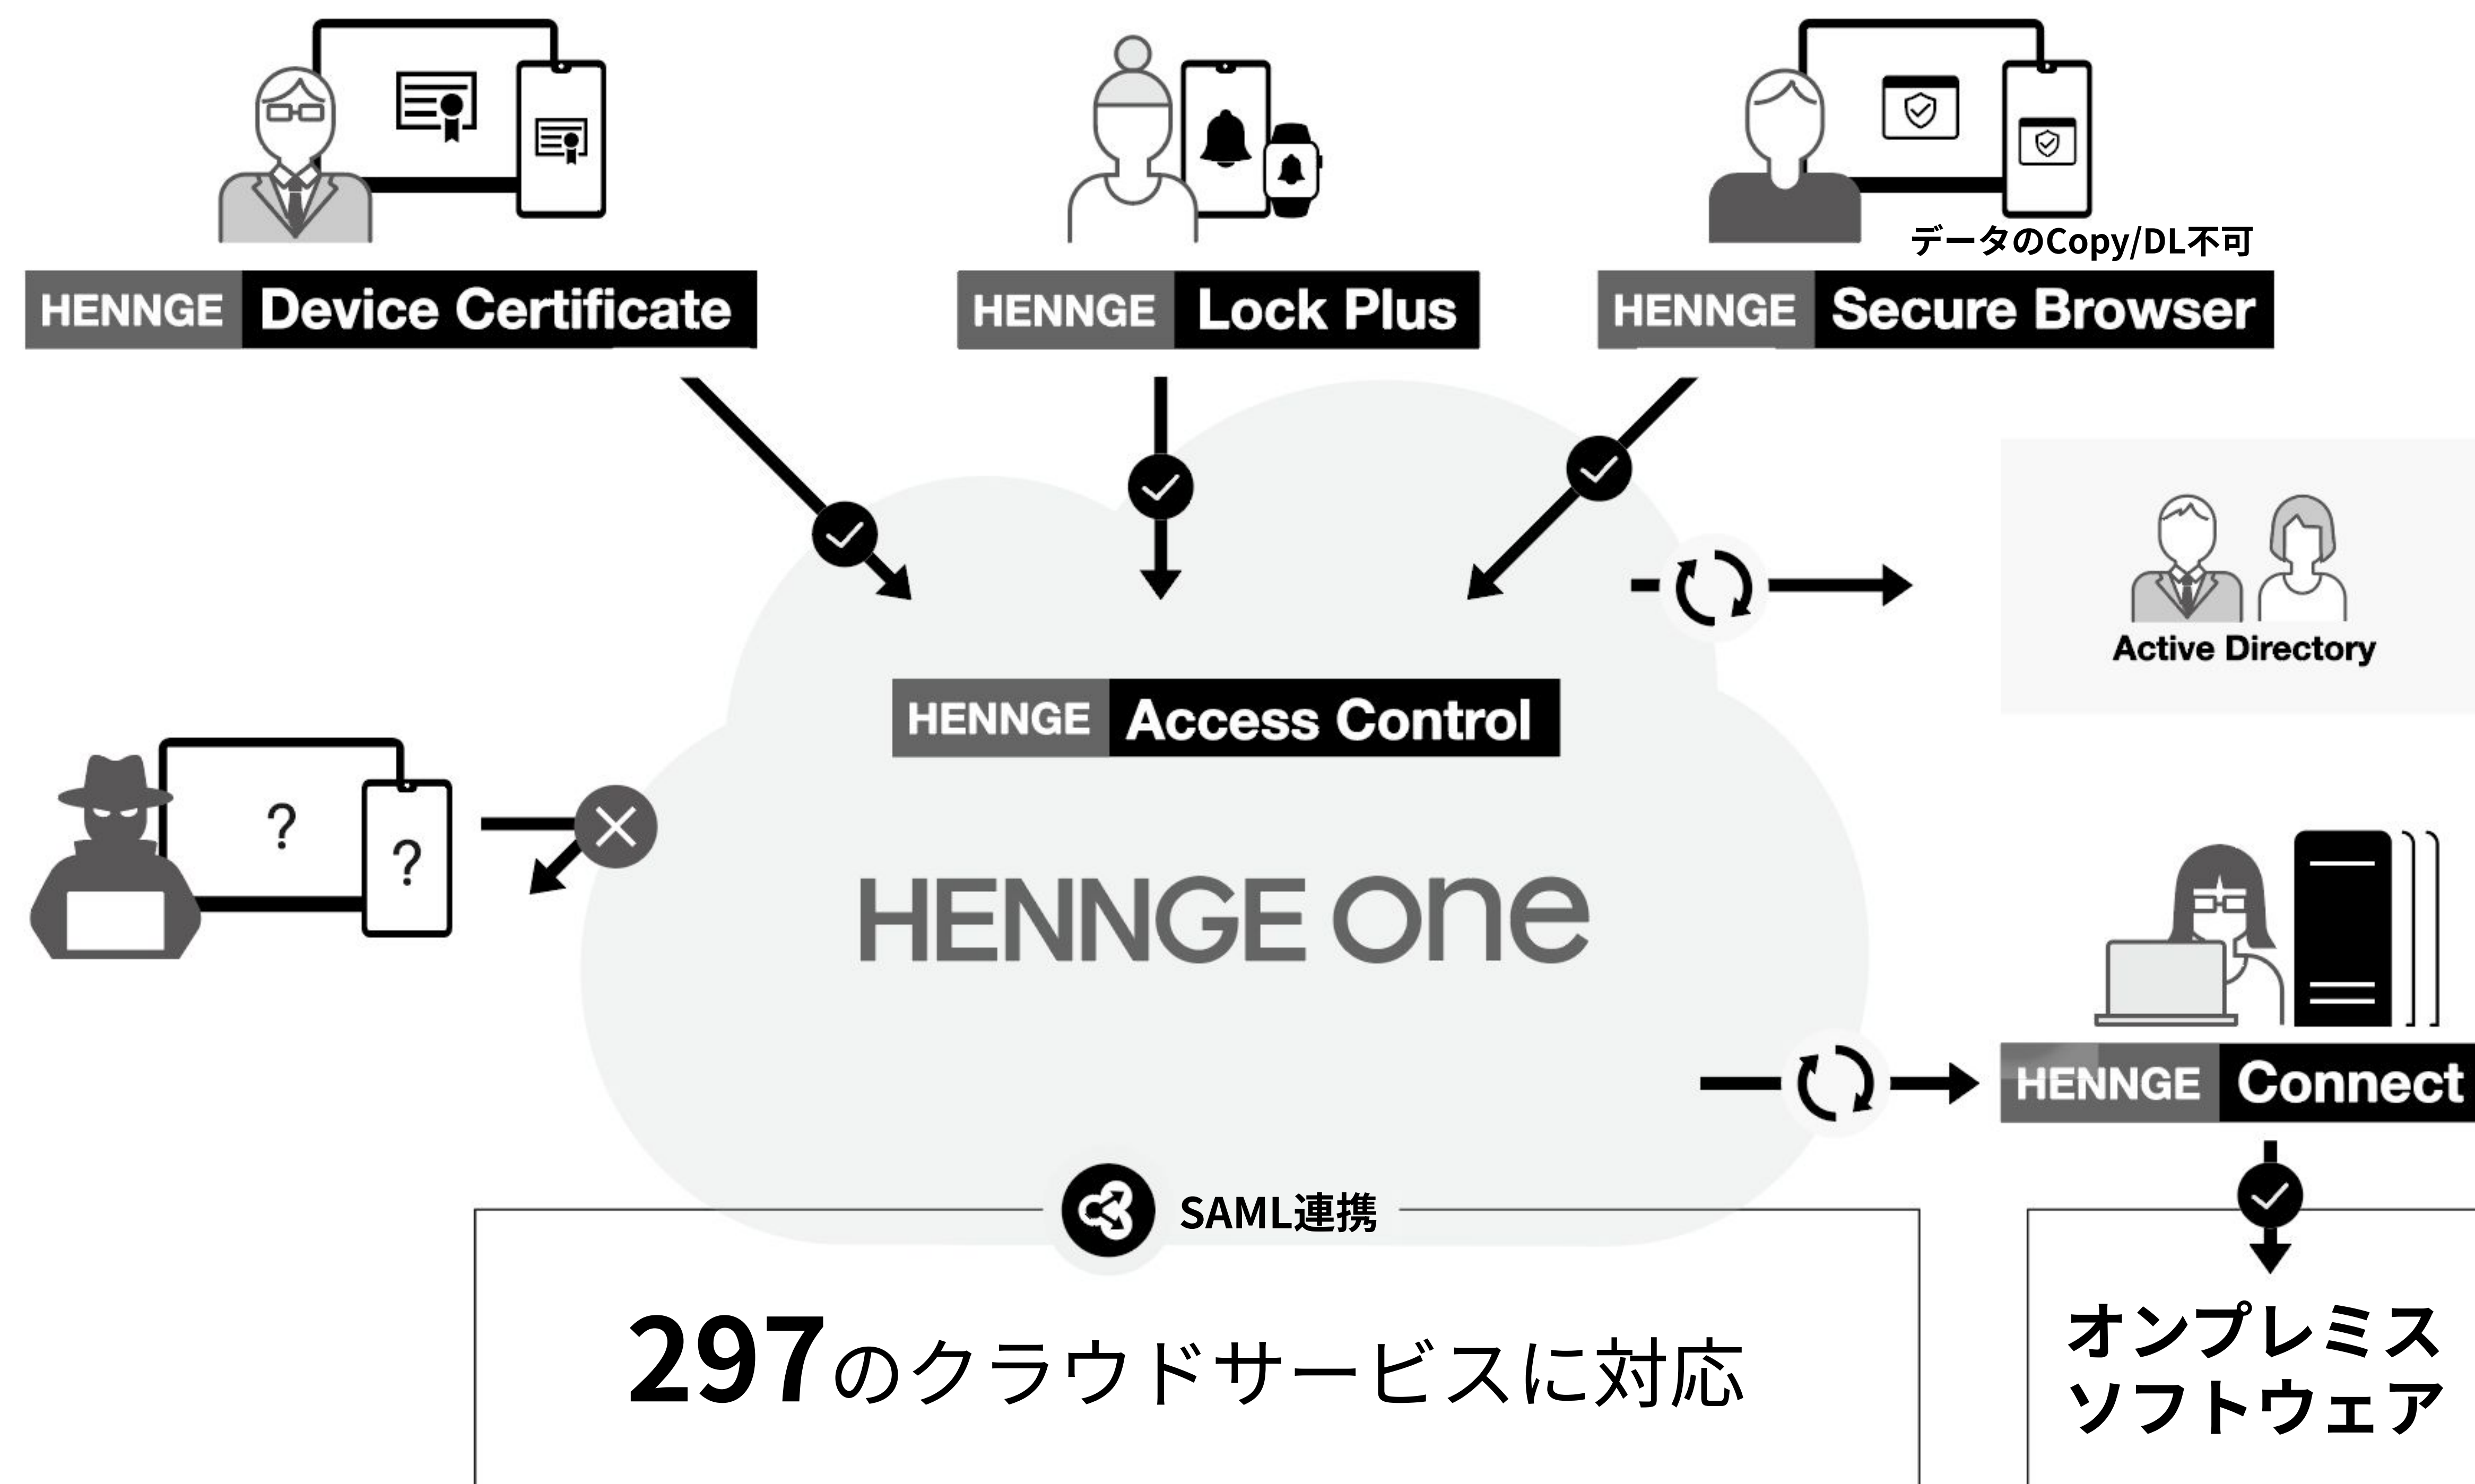 データのCopy/DL不可
HENNGE Device Certificate
HENNGE Lock Plus
HENNGE Secure Browser
Active Directory
HENNGE Access Control
? ?
HENNGE one
HENNGE Connect
SAML連携
297のクラウドサービスに対応
オンプレミス
ソフトウェア